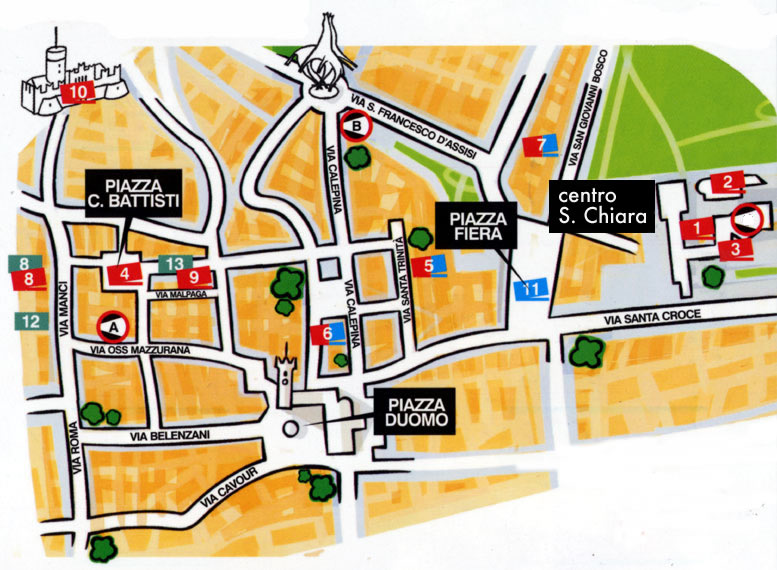 10
B
VIA S. FRANCESCO D'ASSISI
VIA SAN GIOVANNI BOSCO
7
VIA CALEPINA
PIAZZA
C. BATTISTI
PIAZZA
FIERA
centro
S. Chiara
2
1
3
8
8
4
13
9
5
11
VIA MALPAGA
VIA MANCI
12
A
VIA CALEPINA
VIA SANTA TRINITÀ
6
VIA SANTA CROCE
VIA OSS MAZZURANA
PIAZZA
DUOMO
VIA ROMA
VIA BELENZANI
VIA CAVOUR